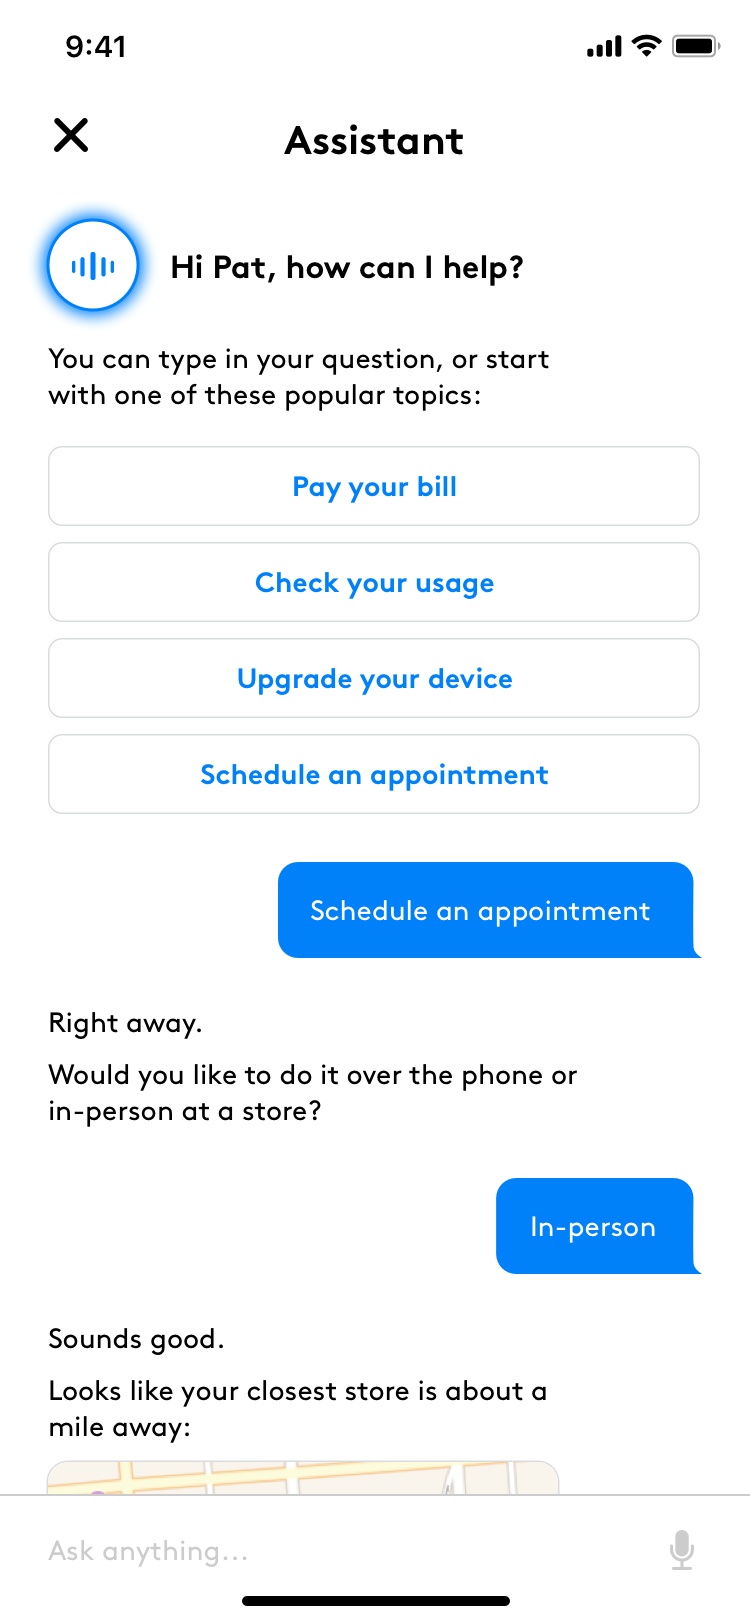 9:41
Assistant
Hi Pat, how can I help?
You can type in your question, or start
with one of these popular topics:
Pay your bill
Check your usage
Upgrade your device
Schedule an appointment
Schedule an appointment
Right away.
Would you like to do it over the phone or
in-person at a store?
In-person
Sounds good.
Looks like your closest store is about a
mile away:
Ask anything...